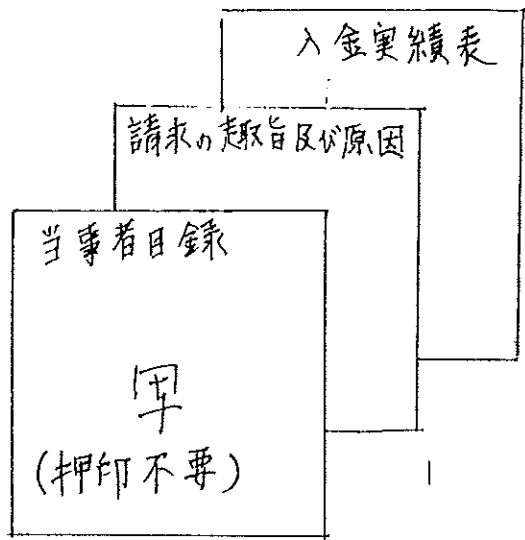 入金実績表
請求の趣旨及び原因
当事者目録
写
(押印不要)